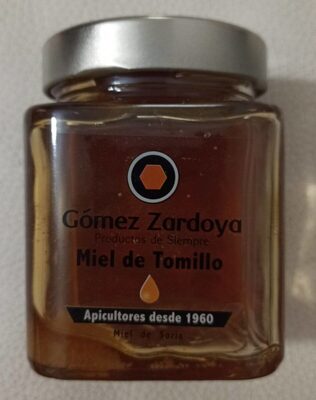 Gómez Zardoya
Productos de Siempre
Miel de Tomillo
Apicultores desde 1960
Miel de Soria